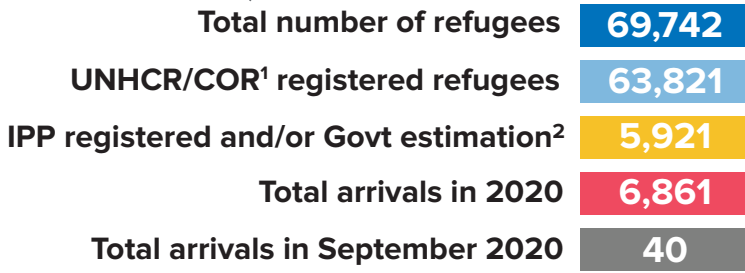 Total number of refugees 69,742
UNHCR/COR¹ registered refugees 63,821
IPP registered and/or Govt estimation² 5,921
Total arrivals in 2020 6,861
Total arrivals in September 2020 40